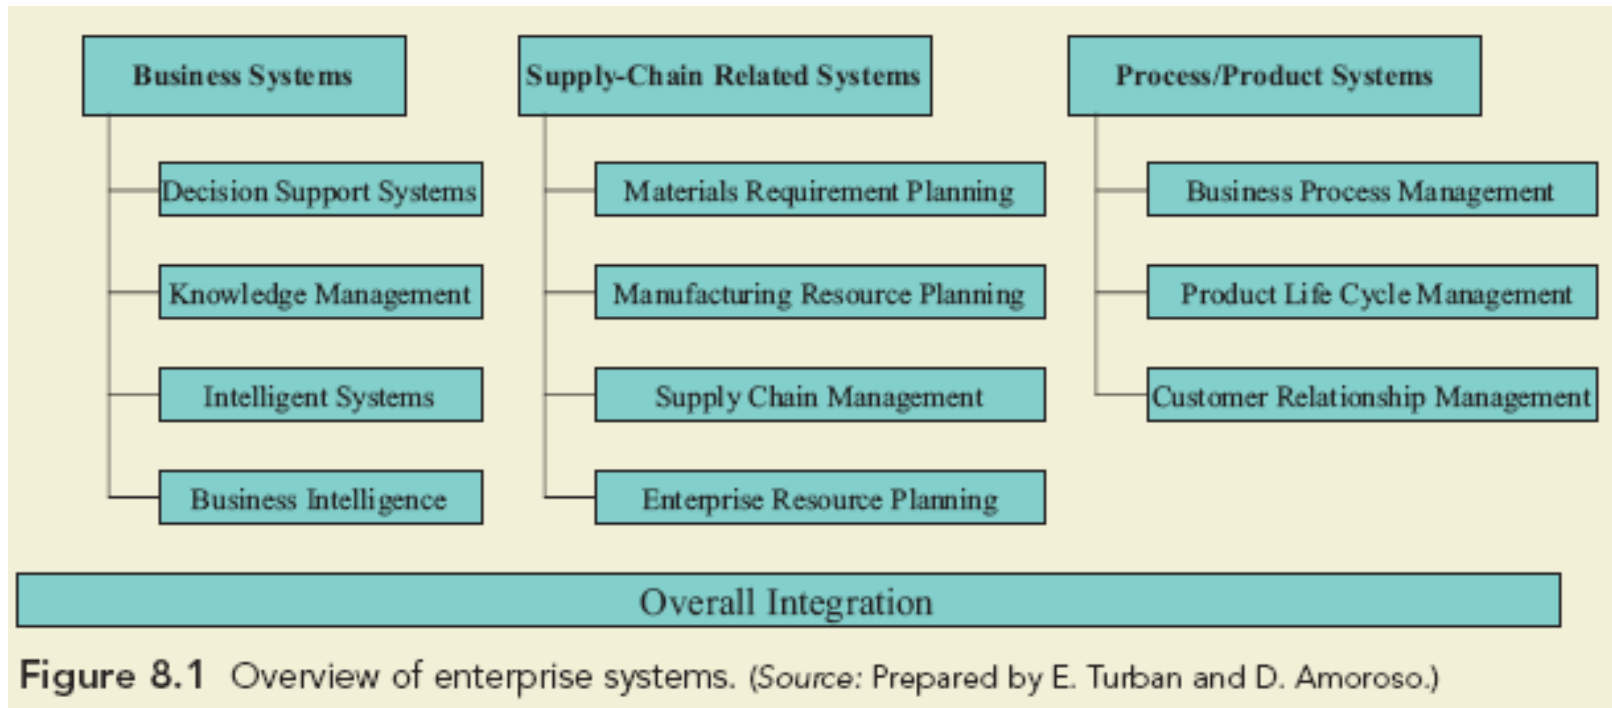 Business Systems
Decision Support Systems
Knowledge Management
Intelligent Systems
Business Intelligence
Supply-Chain Related Systems
Materials Requirement Planning
Manufacturing Resource Planning
Supply Chain Management
Enterprise Resource Planning
Process/Product Systems
Business Process Management
Product Life Cycle Management
Customer Relationship Management
Overall Integration
Figure 8.1 Overview of enterprise systems. (Source: Prepared by E. Turban and D. Amoroso.)